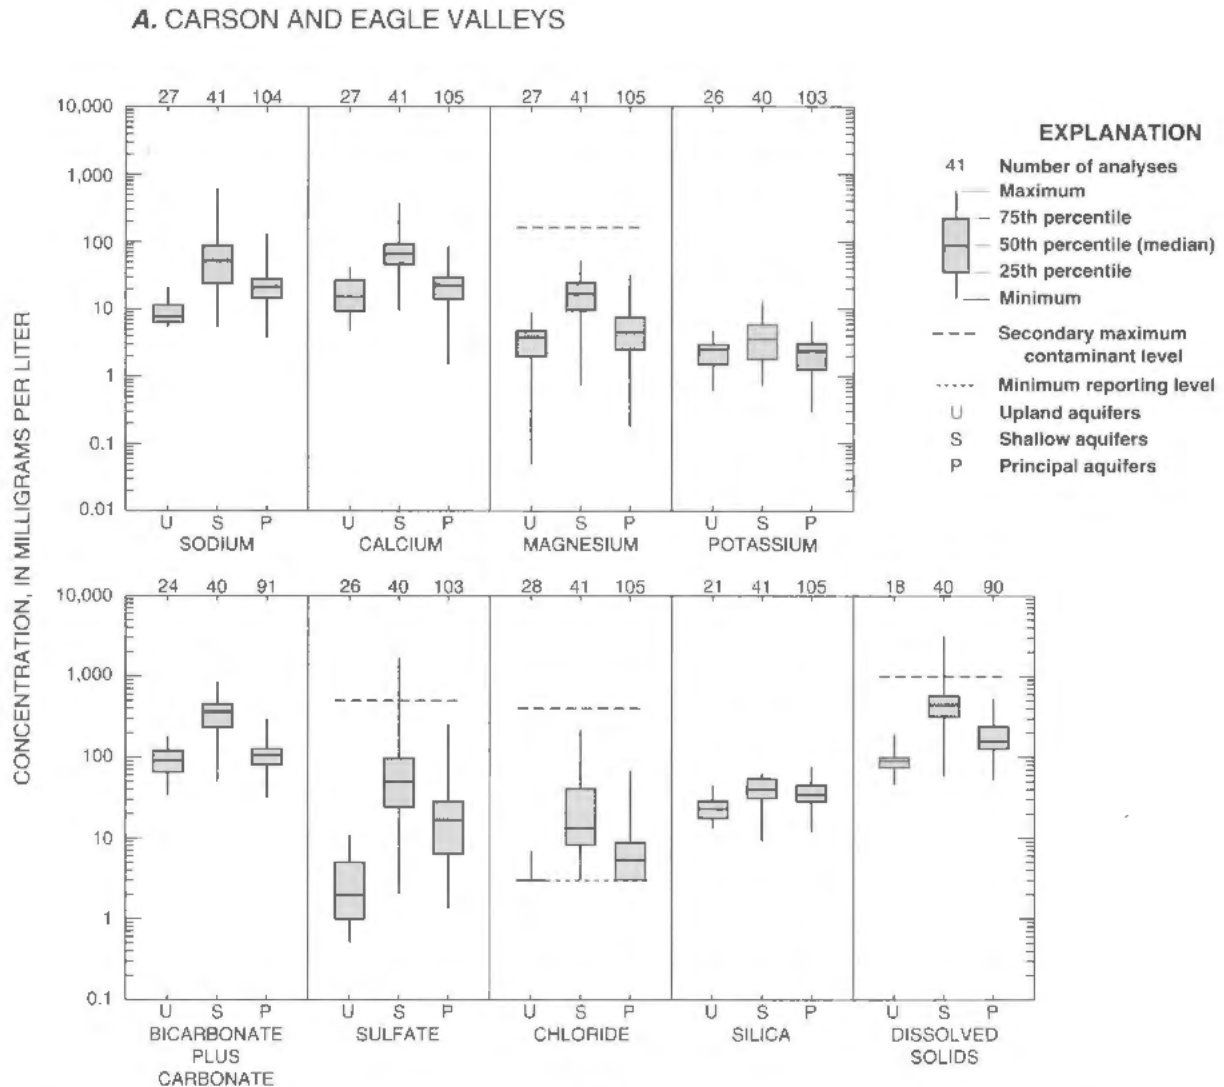 A. CARSON AND EAGLE VALLEYS
27 41 104 27 41 105 27 41 105 26 40 103
10,000
1,000
100
10
1
0.1
0.01
U S P U S P U S P U S P
SODIUM CALCIUM MAGNESIUM POTASSIUM
EXPLANATION
41 Number of analyses
Maximum
75th percentile
50th percentile (median)
25th percentile
Minimum
Secondary maximum
contaminant level
Minimum reporting level
U Upland aquifers
S Shallow aquifers
P Principal aquifers
CONCENTRATION, IN MILLIGRAMS PER LITER
24 40 91 26 40 103 28 41 105 21 41 105 18 40 90
10,000
1,000
100
10
1
0.1
U S P U S P U S P U S P U S P
BICARBONATE
PLUS
CARBONATE
SULFATE
CHLORIDE
SILICA
DISSOLVED
SOLIDS